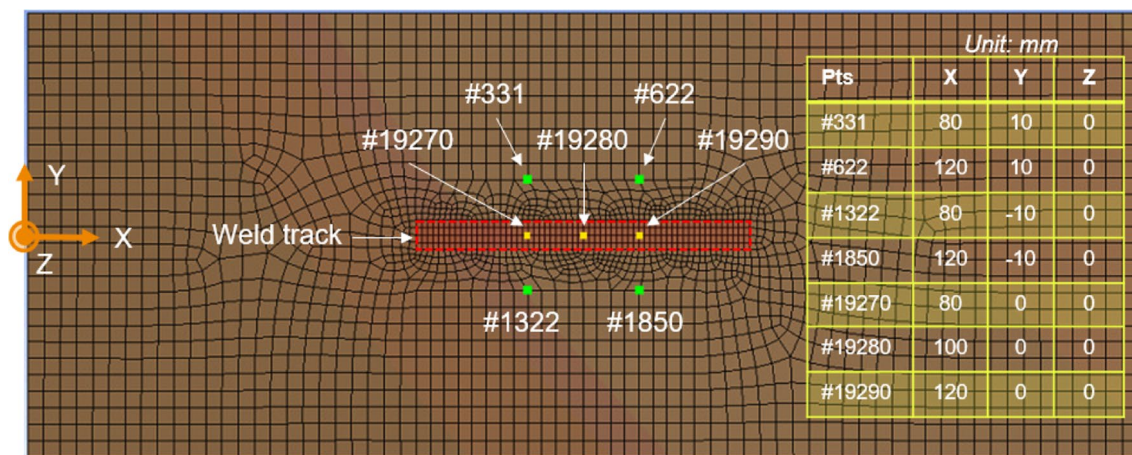 Unit: mm
Pts X Y Z
#331 80 10 0
#622 120 10 0
#1322 80 -10 0
#1850 120 -10 0
#19270 80 0 0
#19280 100 0 0
#19290 120 0 0
#331 #622
#19270 #19280 #19290
Y
Weld track
X
Z
#1322 #1850